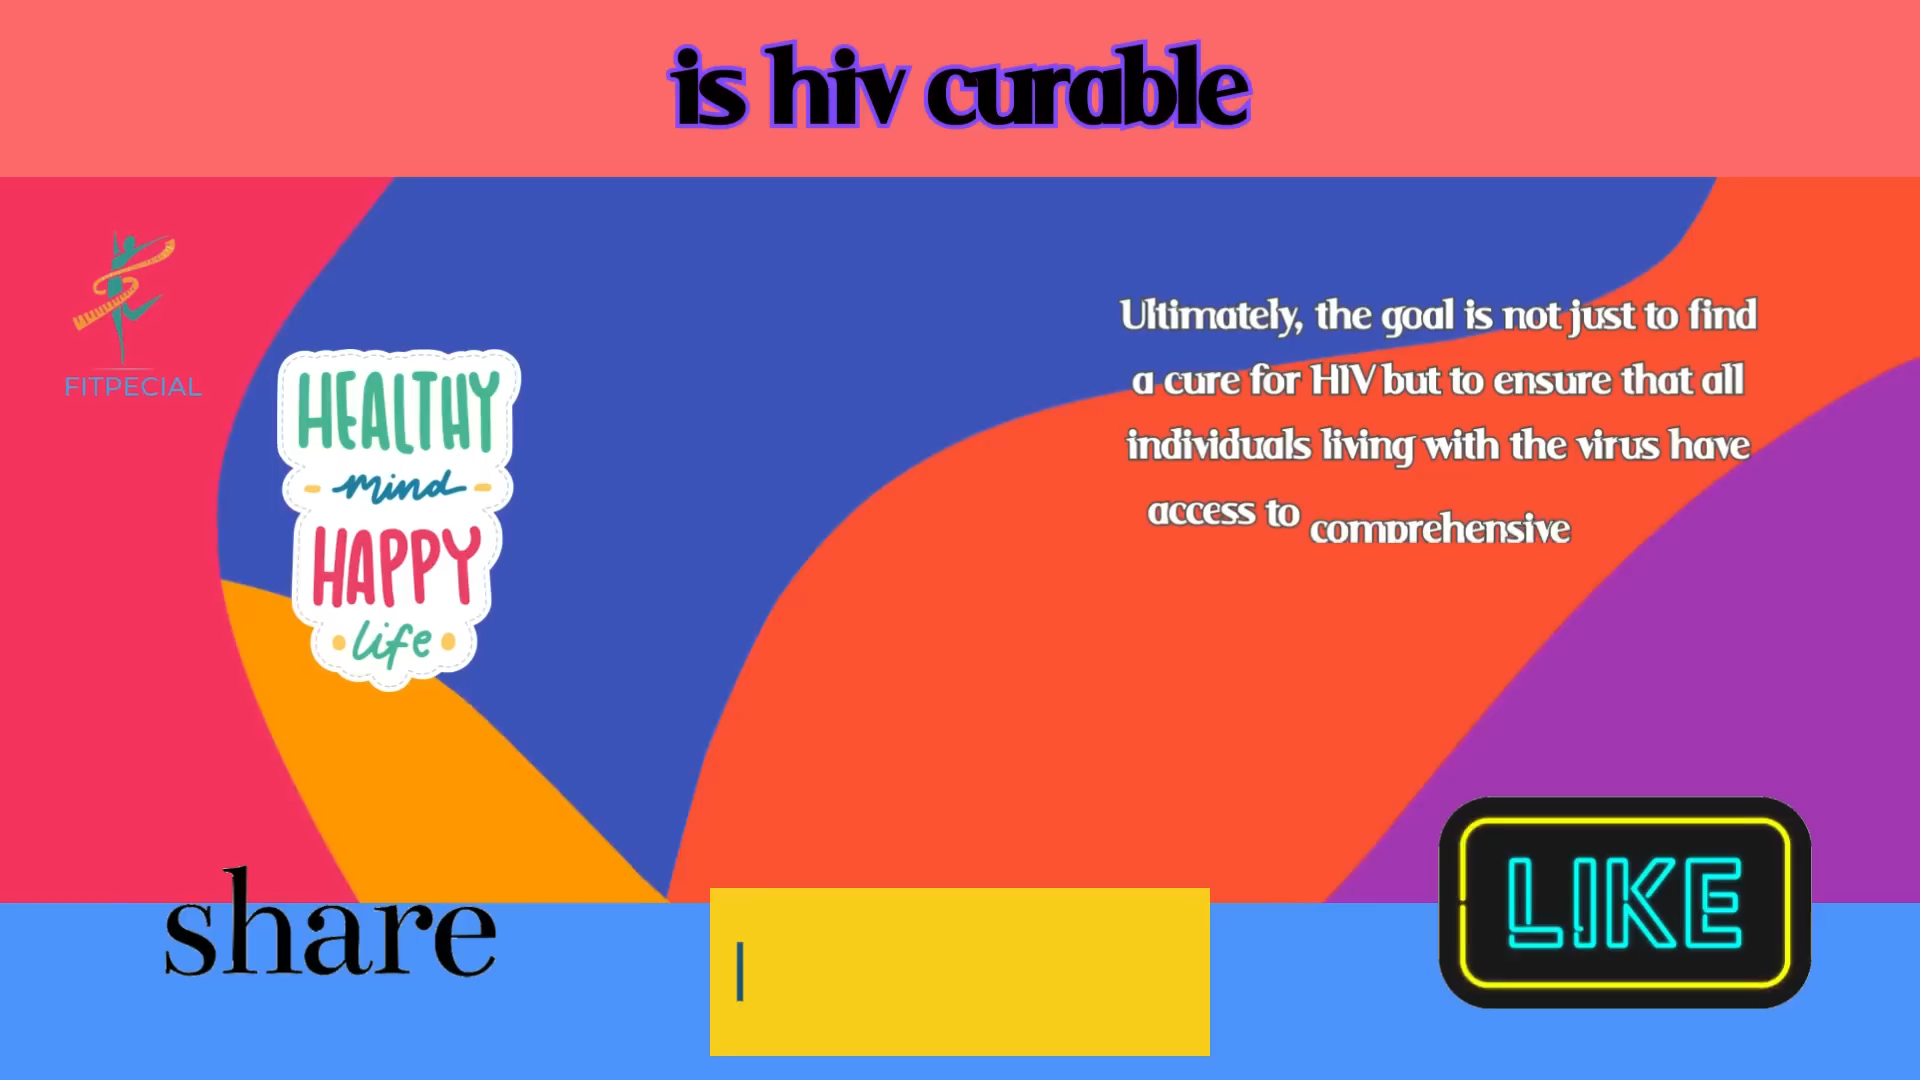 is hiv curable
FITPECIAL
HEALTHY
mind
HAPPY
life
Ultimately, the goal is not just to find
a cure for HIV but to ensure that all
individuals living with the virus have
access to comprehensive
share
LIKE